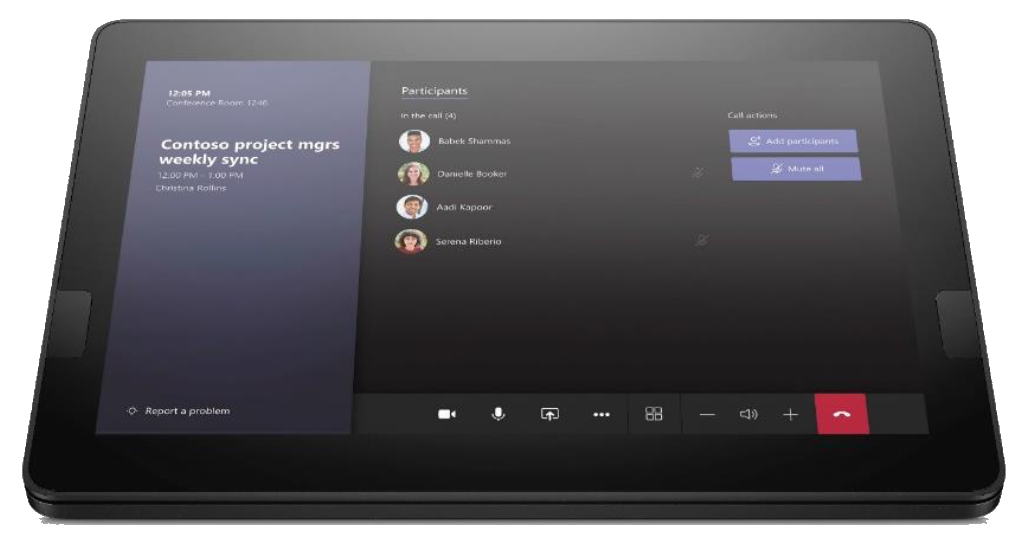 12:05 PM
Conference Room 1246
Contoso project mgrs
weekly sync
12:00 PM - 1:00 PM
Christina Rollins
Report a problem
Participants
In the call (4)
Babek Shammas
Danielle Booker
Aadi Kapoor
Serena Riberio
Call actions
Add participants
Mute all